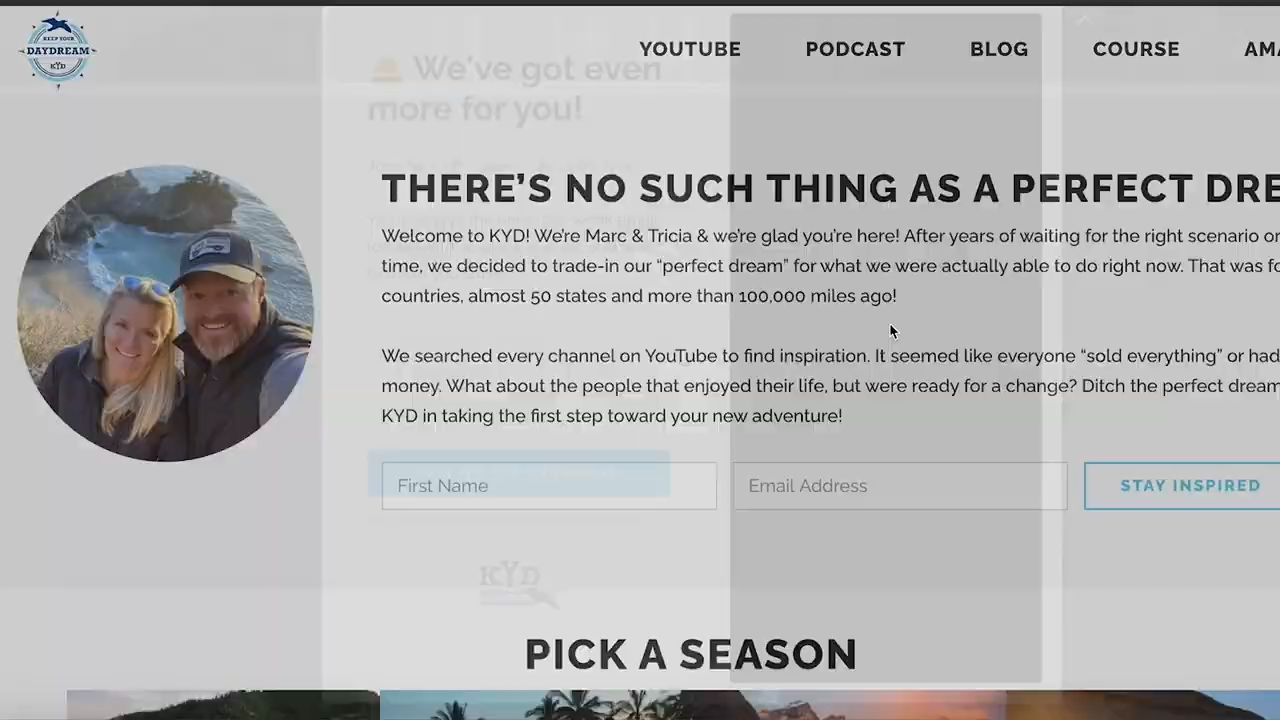 KEEP YOUR
DAYDREAM
KYD
YOUTUBE
PODCAST
BLOG
COURSE
AMA
We've got even
more for you!
THERE’S NO SUCH THING AS A PERFECT DRE
Welcome to KYD! We’re Marc & Tricia & we’re glad you’re here! After years of waiting for the right scenario or
time, we decided to trade-in our “perfect dream” for what we were actually able to do right now. That was fo
countries, almost 50 states and more than 100,000 miles ago!
We searched every channel on YouTube to find inspiration. It seemed like everyone “sold everything” or had
money. What about the people that enjoyed their life, but were ready for a change? Ditch the perfect dream
KYD in taking the first step toward your new adventure!
First Name
Email Address
STAY INSPIRED
KYD
PICK A SEASON